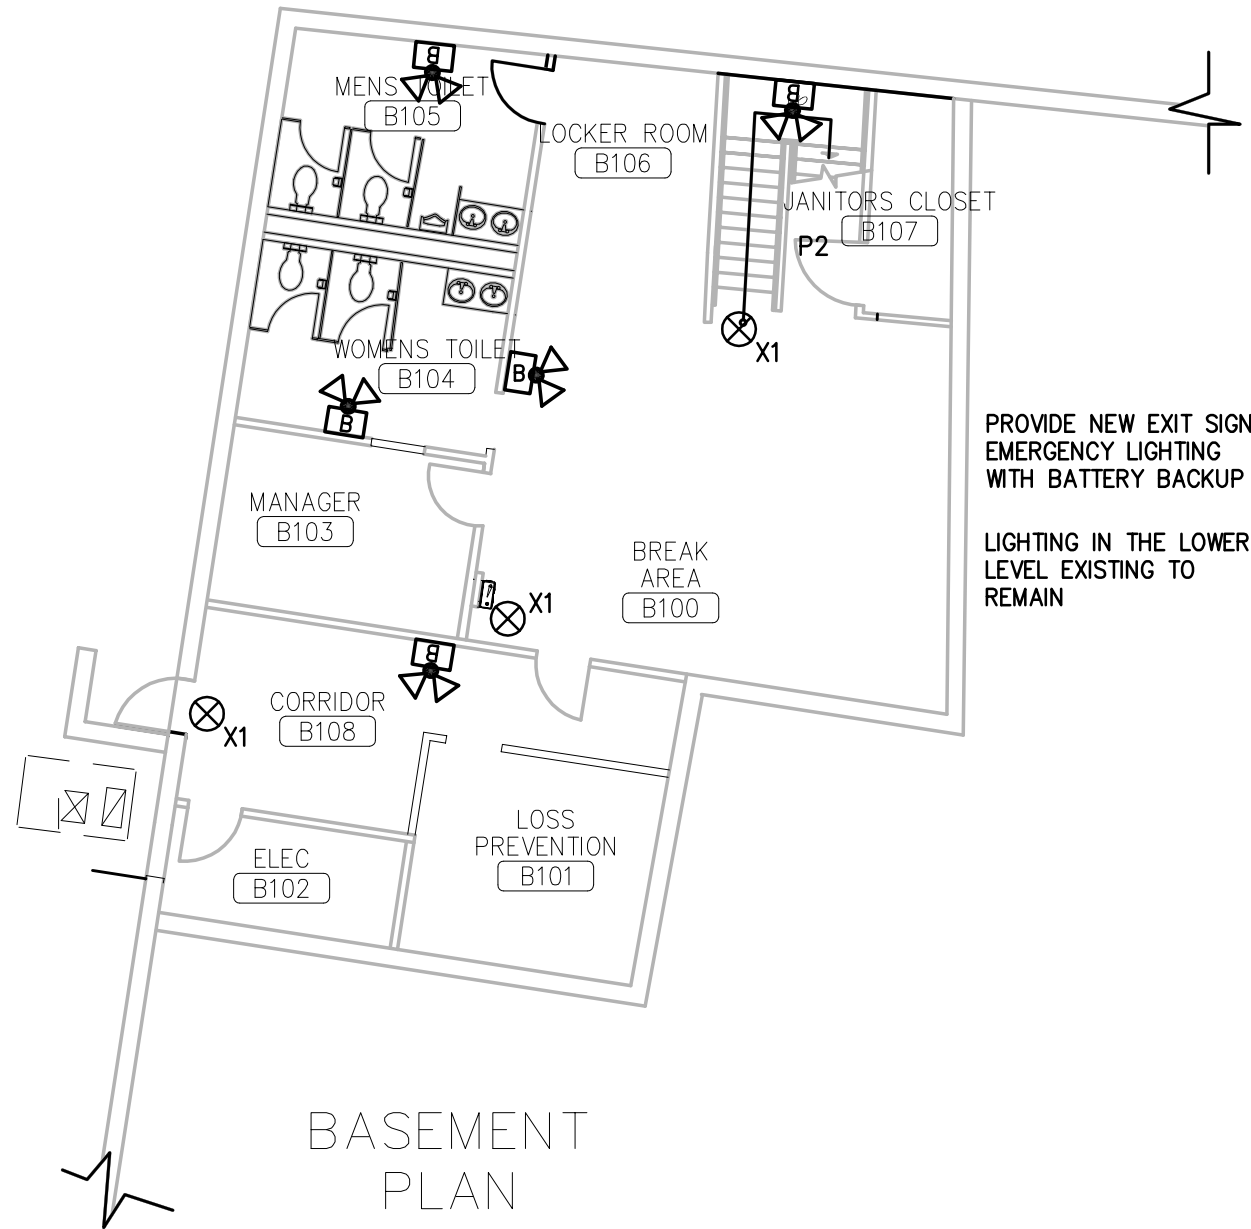 B
MENS TOILET
B105
B
LOCKER ROOM
B106
JANITORS CLOSET
B107
P2
X1
WOMENS TOILET
B104
B
B
PROVIDE NEW EXIT SIGN
EMERGENCY LIGHTING
WITH BATTERY BACKUP
LIGHTING IN THE LOWER
LEVEL EXISTING TO
REMAIN
MANAGER
B103
BREAK
AREA
B100
X1
B
CORRIDOR
B108
X1
LOSS
PREVENTION
B101
ELEC
B102
BASEMENT
PLAN